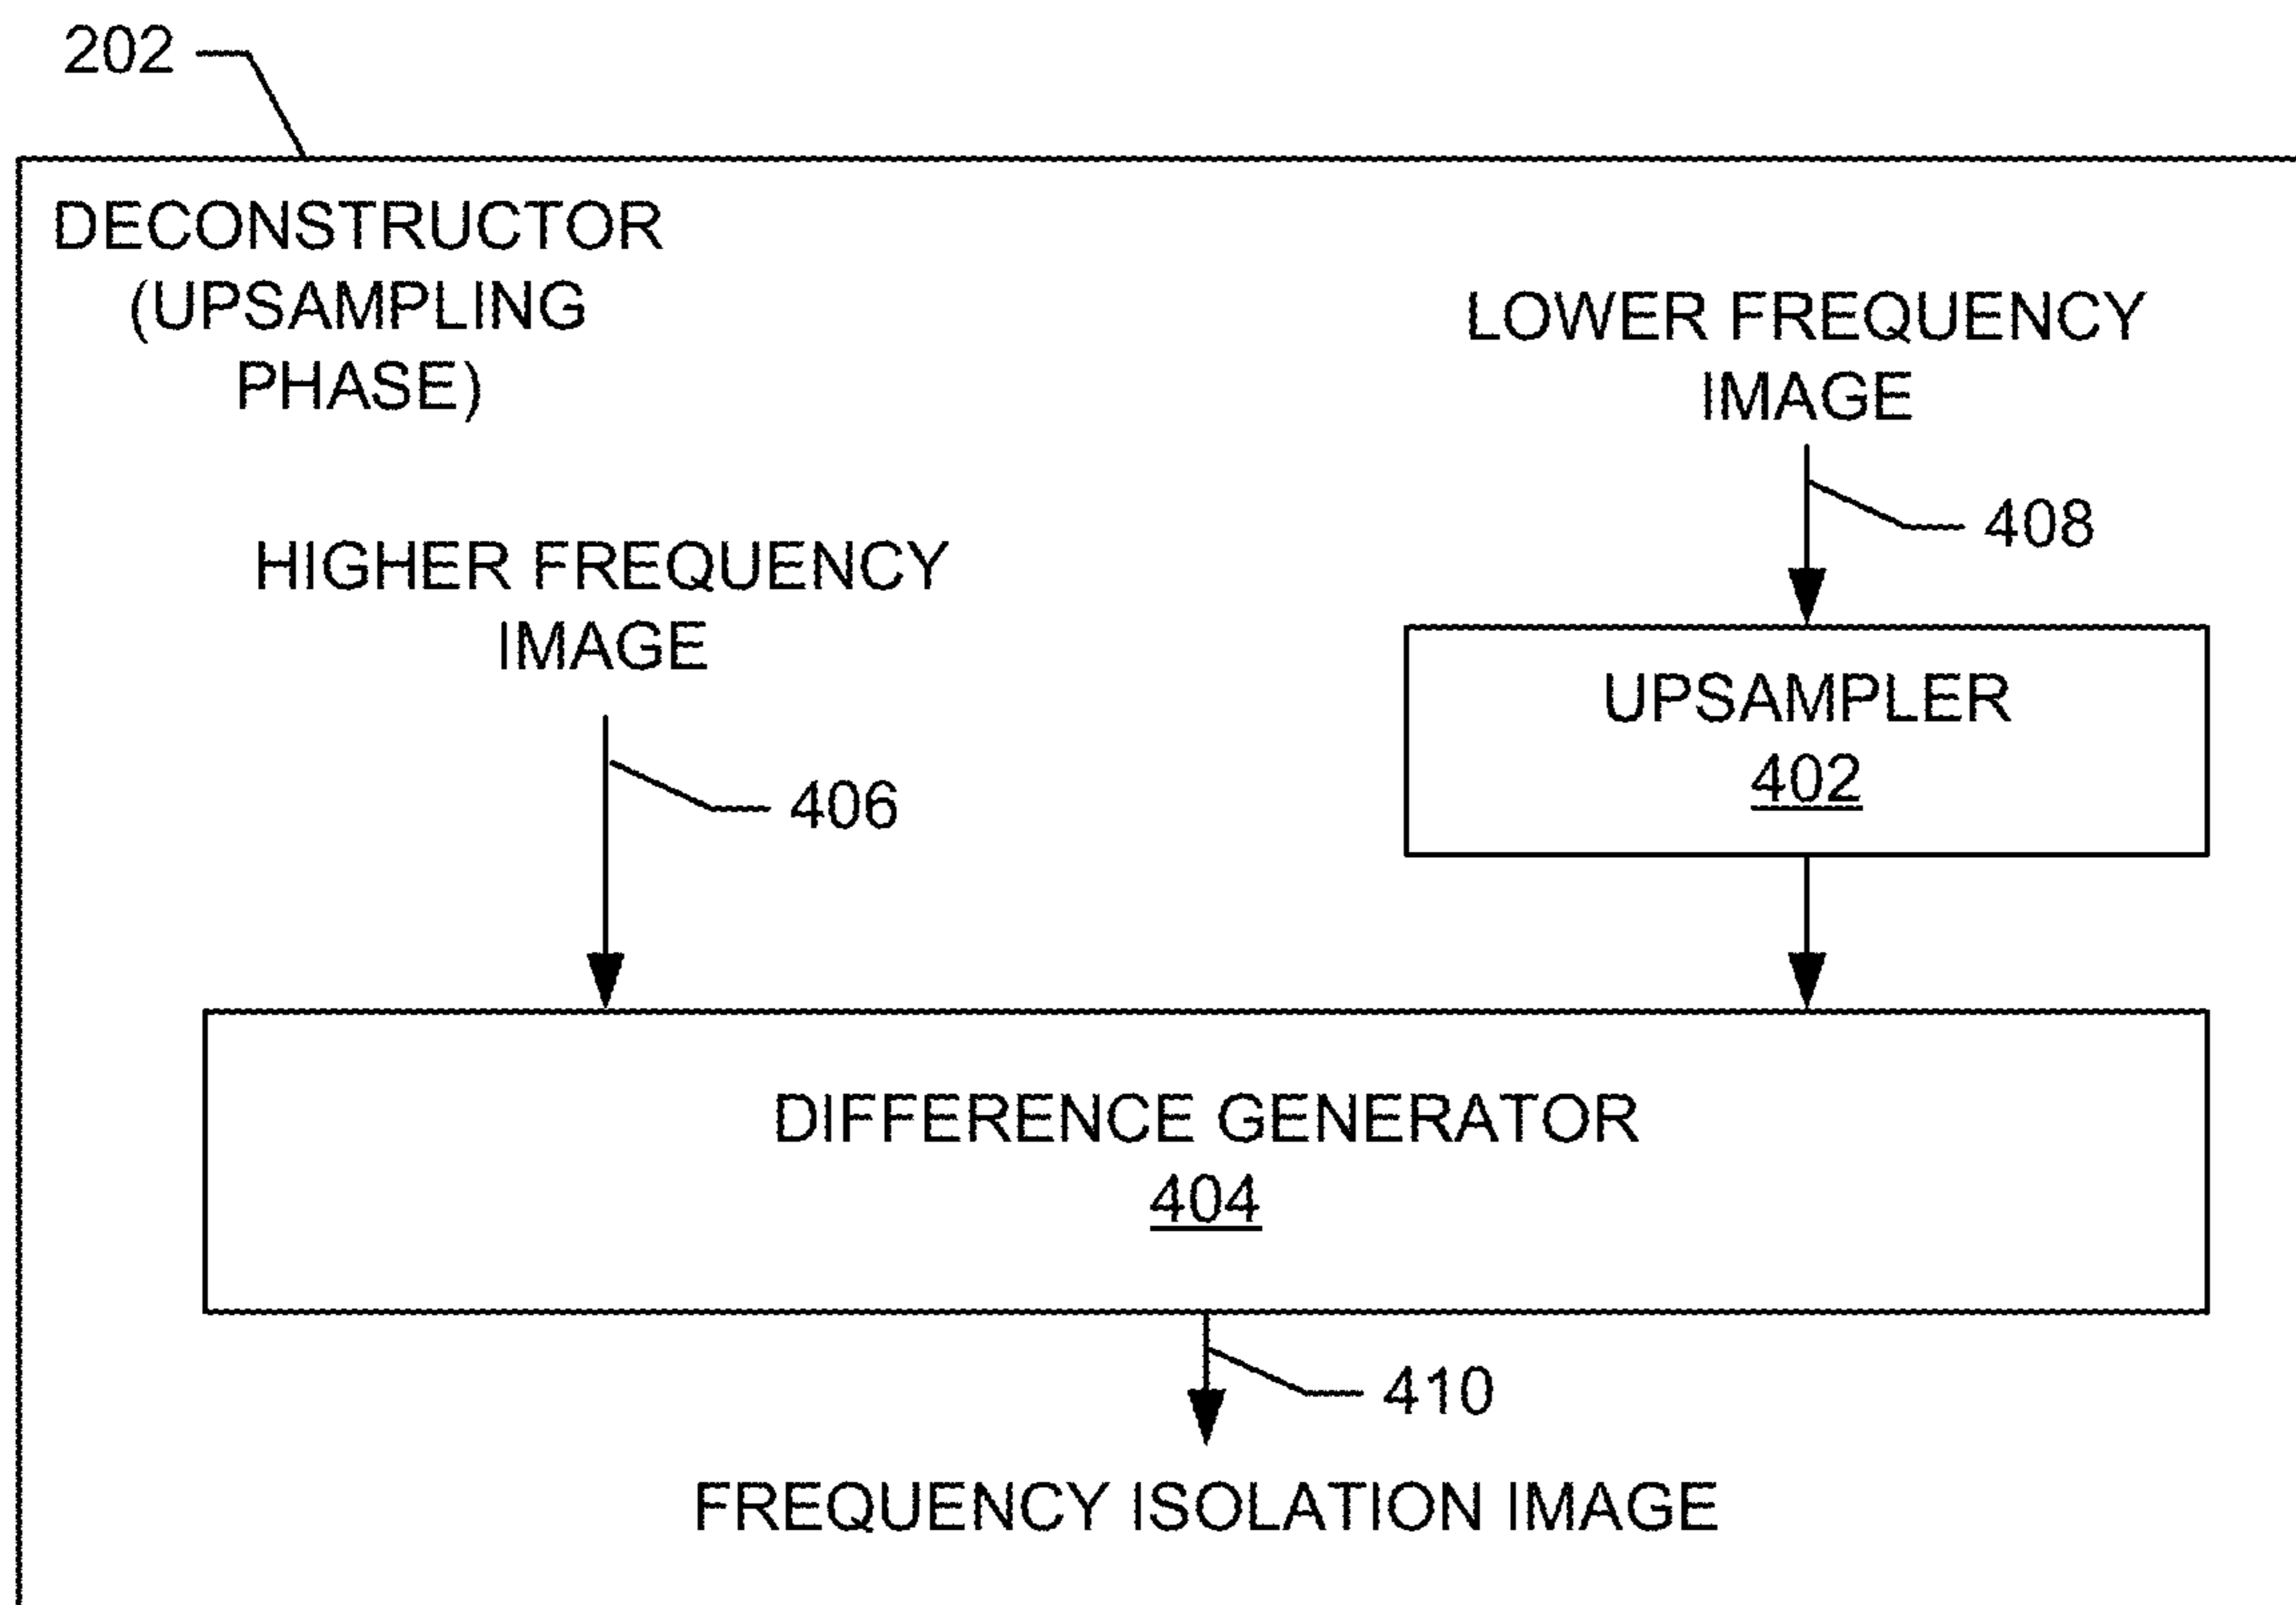 202
DECONSTRUCTOR
(UPSAMPLING
PHASE)
LOWER FREQUENCY
IMAGE
408
HIGHER FREQUENCY
IMAGE
UPSAMPLER
402
406
DIFFERENCE GENERATOR
404
410
FREQUENCY ISOLATION IMAGE